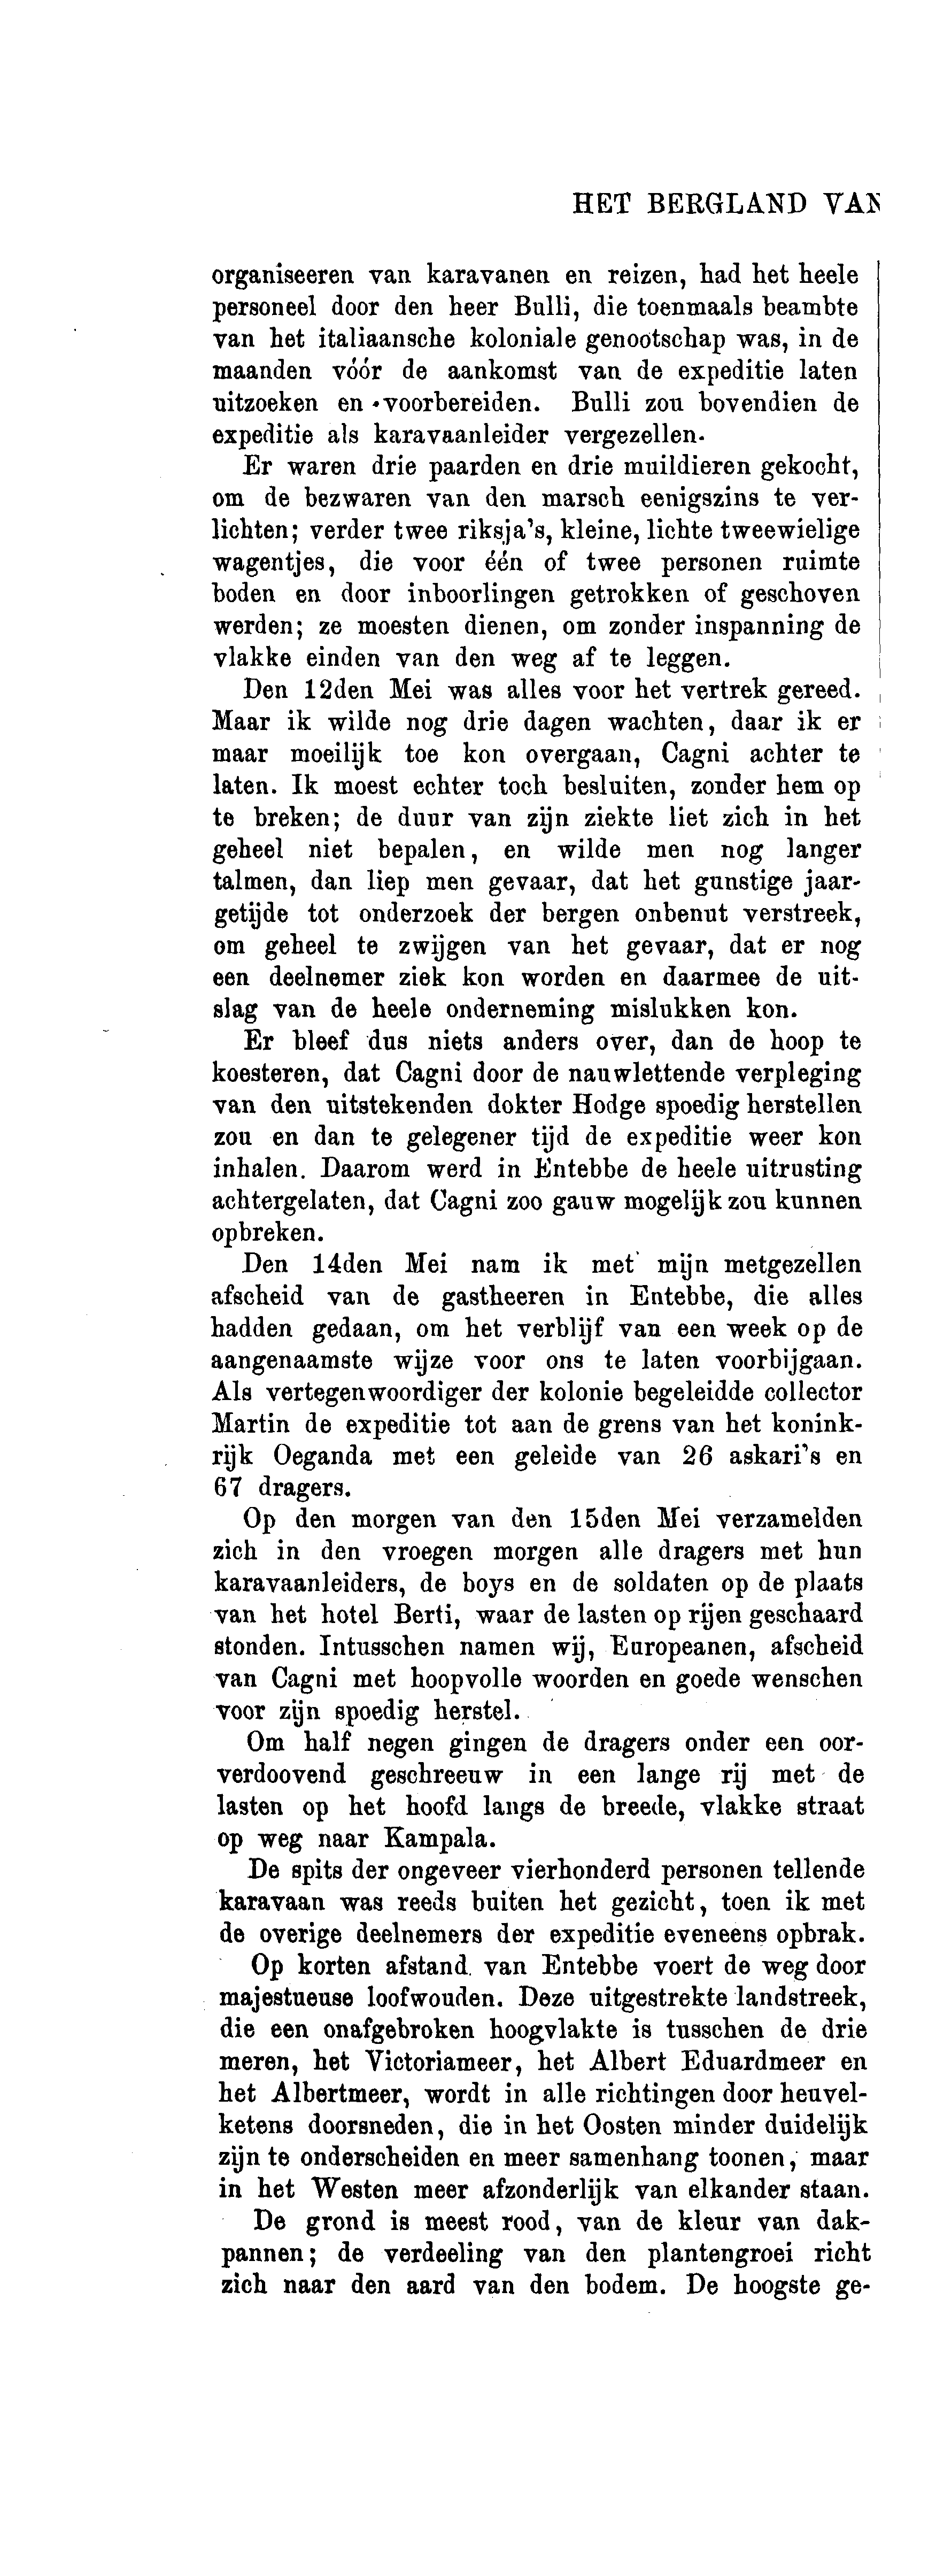 HET BERGLAND VAN
organiseeren van karavanen en reizen, had het heele
personeel door den heer Bulli, die toenmaals beambte
van het italiaansche koloniale genootschap was, in de
maanden vóór de aankomst van de expeditie laten
uitzoeken en voorbereiden. Bulli zou bovendien de
expeditie als karavaanleider vergezellen.
Er waren drie paarden en drie muildieren gekocht,
om de bezwaren van den marsch eenigszins te ver-
lichten; verder twee riksja's, kleine, lichte tweewielige
wagentjes, die voor één of twee personen ruimte
boden en door inboorlingen getrokken of geschoven
werden; ze moesten dienen, om zonder inspanning de
vlakke einden van den weg af te leggen.
Den 12den Mei was alles voor het vertrek gereed.
Maar ik wilde nog drie dagen wachten, daar ik er
maar moeilijk toe kon overgaan, Cagni achter te
laten. Ik moest echter toch besluiten, zonder hem op
te breken; de duur van zijn ziekte liet zich in het
geheel niet bepalen, en wilde men nog langer
talmen, dan liep men gevaar, dat het gunstige jaar-
getijde tot onderzoek der bergen onbenut verstreek,
om geheel te zwijgen van het gevaar, dat er nog
een deelnemer ziek kon worden en daarmee de uit-
slag van de heele onderneming mislukken kon.
Er bleef dus niets anders over, dan de hoop te
koesteren, dat Cagni door de nauwlettende verpleging
van den uitstekenden dokter Hodge spoedig herstellen
zou en dan te gelegener tijd de expeditie weer kon
inhalen. Daarom werd in Entebbe de heele uitrusting
achtergelaten, dat Cagni zoo gauw mogelijk zou kunnen
opbreken.
Den 14den Mei nam ik met mijn metgezellen
afscheid van de gastheeren in Entebbe, die alles
hadden gedaan, om het verblijf van een week op de
aangenaamste wijze voor ons te laten voorbijgaan.
Als vertegenwoordiger der kolonie begeleidde collector
Martin de expeditie tot aan de grens van het konink-
rijk Oeganda met een geleide van 26 askari's en
67 dragers.
Op den morgen van den 15den Mei verzamelden
zich in den vroegen morgen alle dragers met hun
karavaanleiders, de boys en de soldaten op de plaats
van het hotel Berti, waar de lasten op rijen geschaard
stonden. Intusschen namen wij, Europeanen, afscheid
van Cagni met hoopvolle woorden en goede wenschen
voor zijn spoedig herstel.
Om half negen gingen de dragers onder een oor-
verdoovend geschreeuw in een lange rij met de
lasten op het hoofd langs de breede, vlakke straat
op weg naar Kampala.
De spits der ongeveer vierhonderd personen tellende
karavaan was reeds buiten het gezicht, toen ik met
de overige deelnemers der expeditie eveneens opbrak.
Op korten afstand van Entebbe voert de weg door
majestueuse loofwouden. Deze uitgestrekte landstreek,
die een onafgebroken hoogvlakte is tusschen de drie
meren, het Victoriameer, het Albert Eduardmeer en
het Albertmeer, wordt in alle richtingen door heuvel-
ketens doorsneden, die in het Oosten minder duidelijk
zijn te onderscheiden en meer samenhang toonen, maar
in het Westen meer afzonderlijk van elkander staan.
De grond is meest rood, van de kleur van dak-
pannen; de verdeeling van den plantengroei richt
zich naar den aard van den bodem. De hoogste ge-